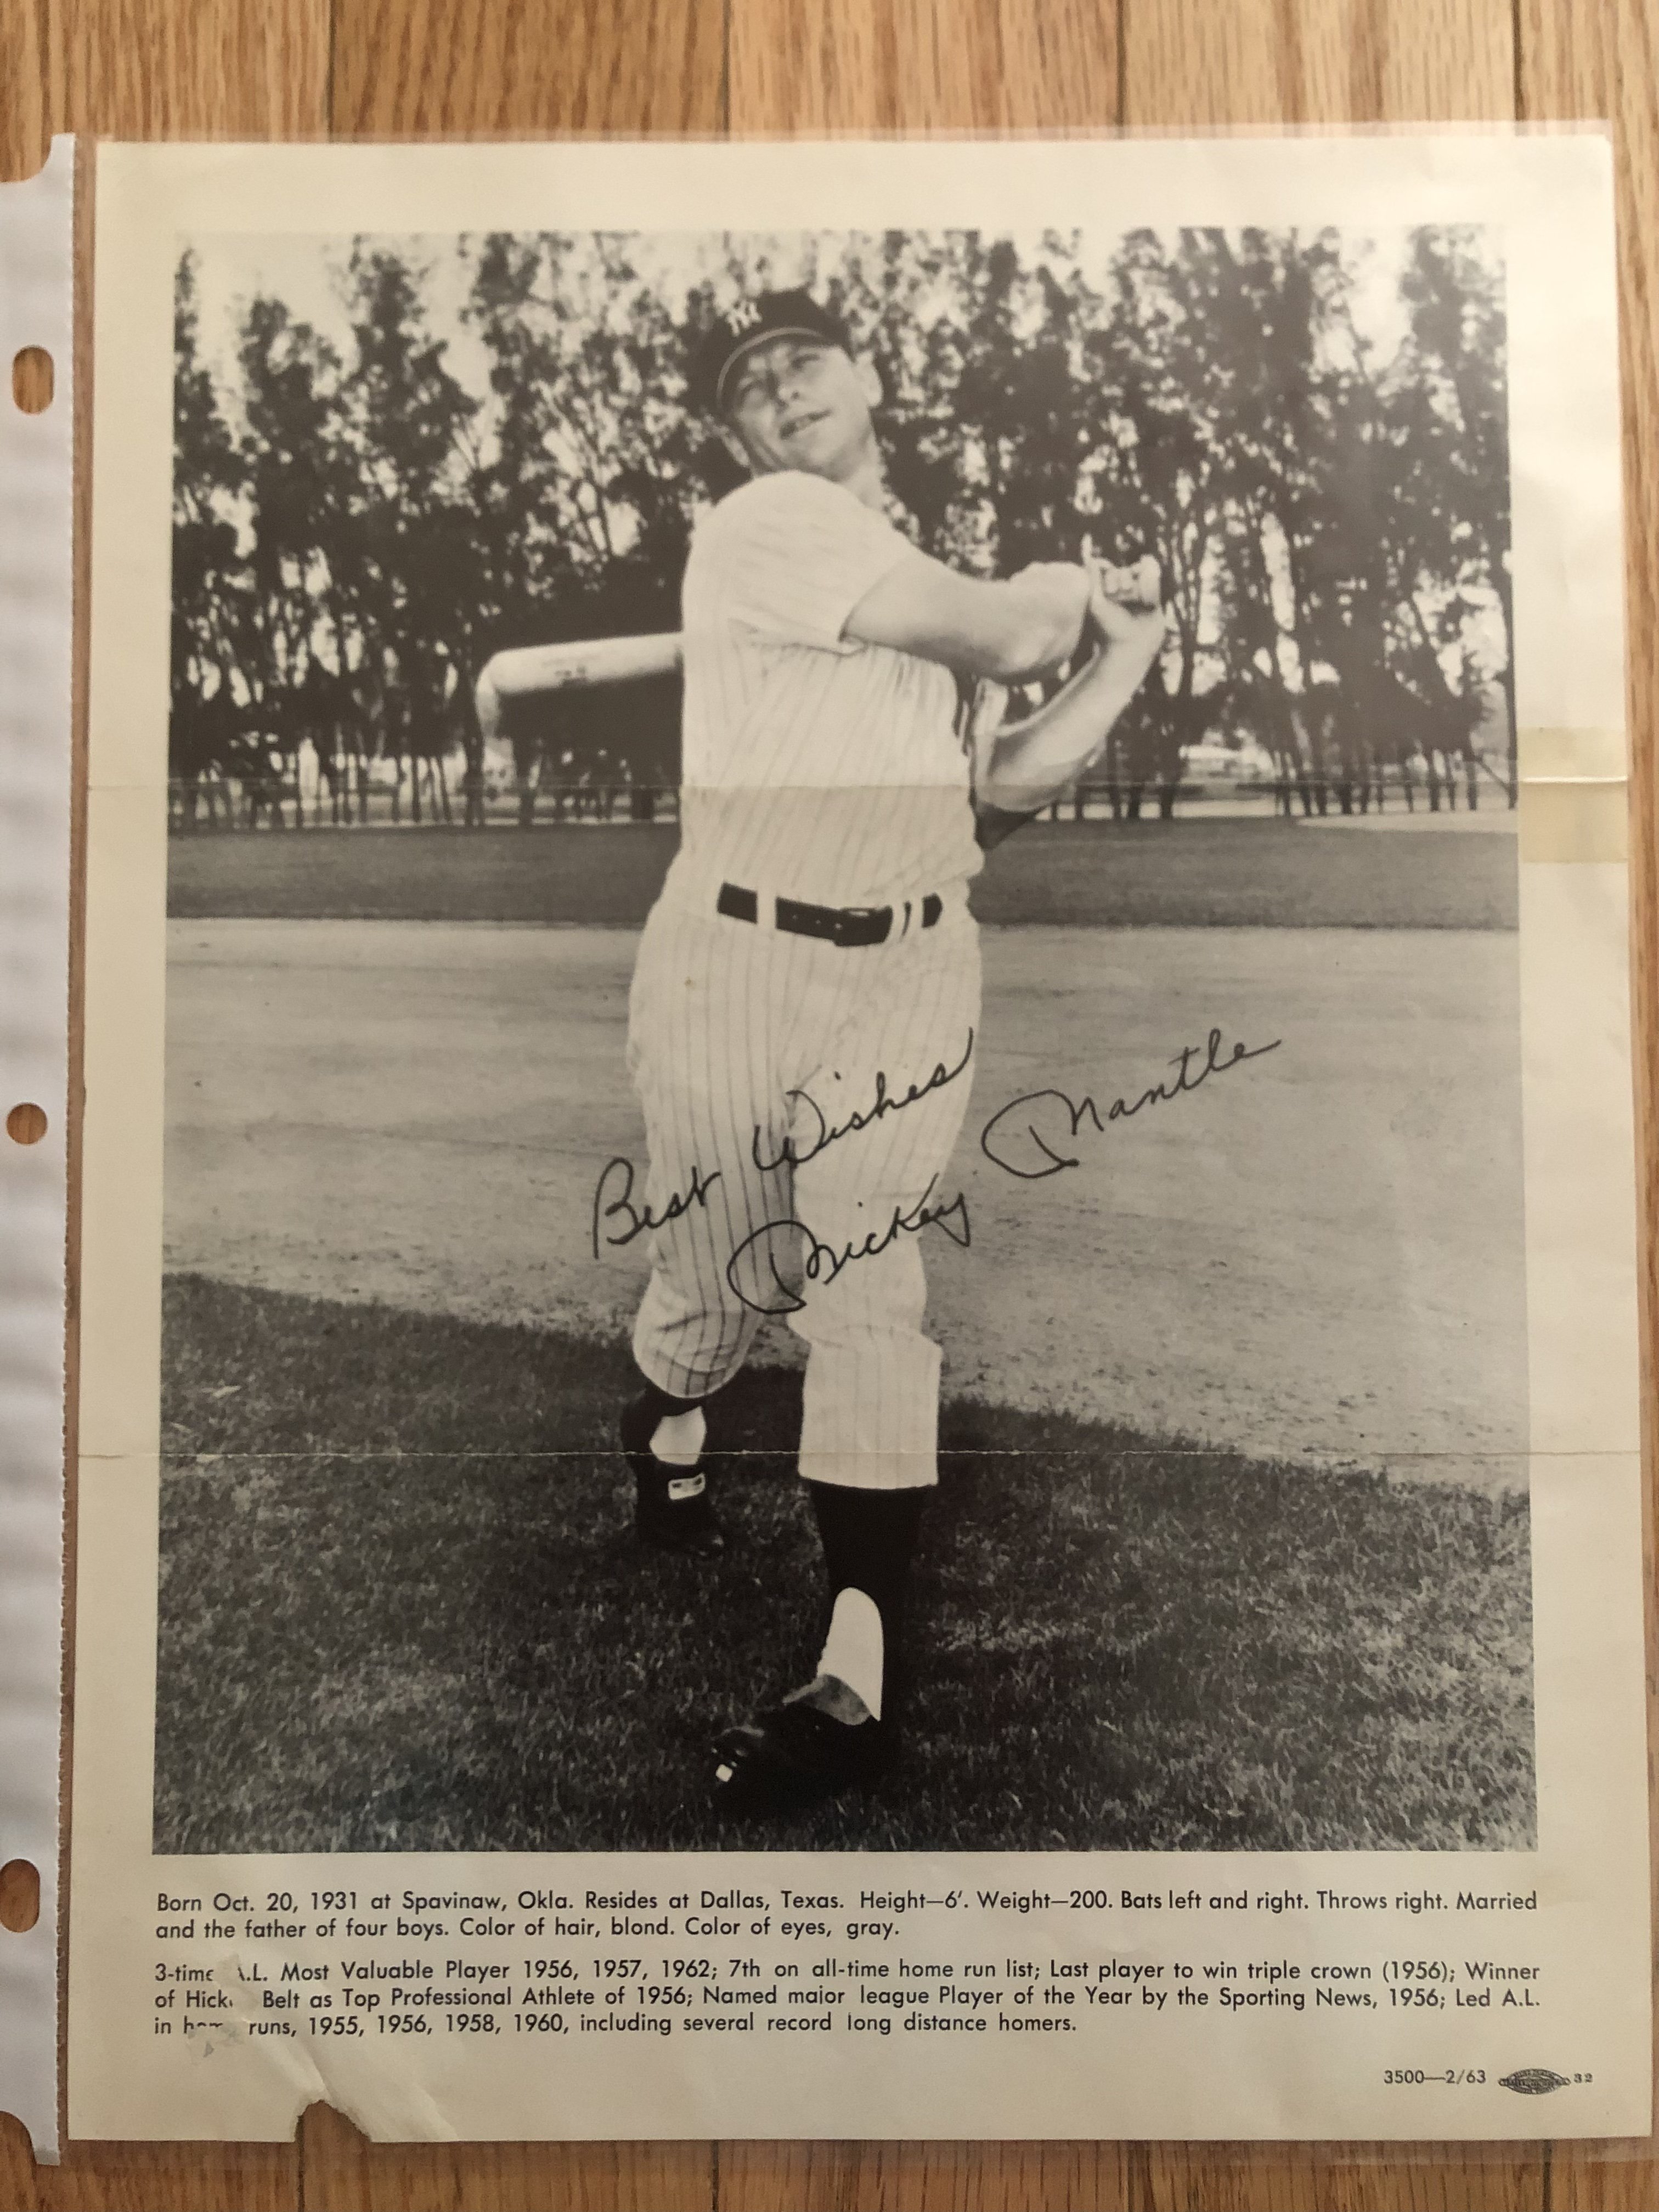 NY
Best Wishes
Mickey Mantle
Born Oct. 20, 1931 at Spavinaw, Okla. Resides at Dallas, Texas. Height—6'. Weight—200. Bats left and right. Throws right. Married
and the father of four boys. Color of hair, blond. Color of eyes, gray.
3-time A.L. Most Valuable Player 1956, 1957, 1962; 7th on all-time home run list; Last player to win triple crown (1956); Winner
of Hick Belt as Top Professional Athlete of 1956; Named major league Player of the Year by the Sporting News, 1956; Led A.L.
in runs, 1955, 1956, 1958, 1960, including several record long distance homers.
3500—2/63 32